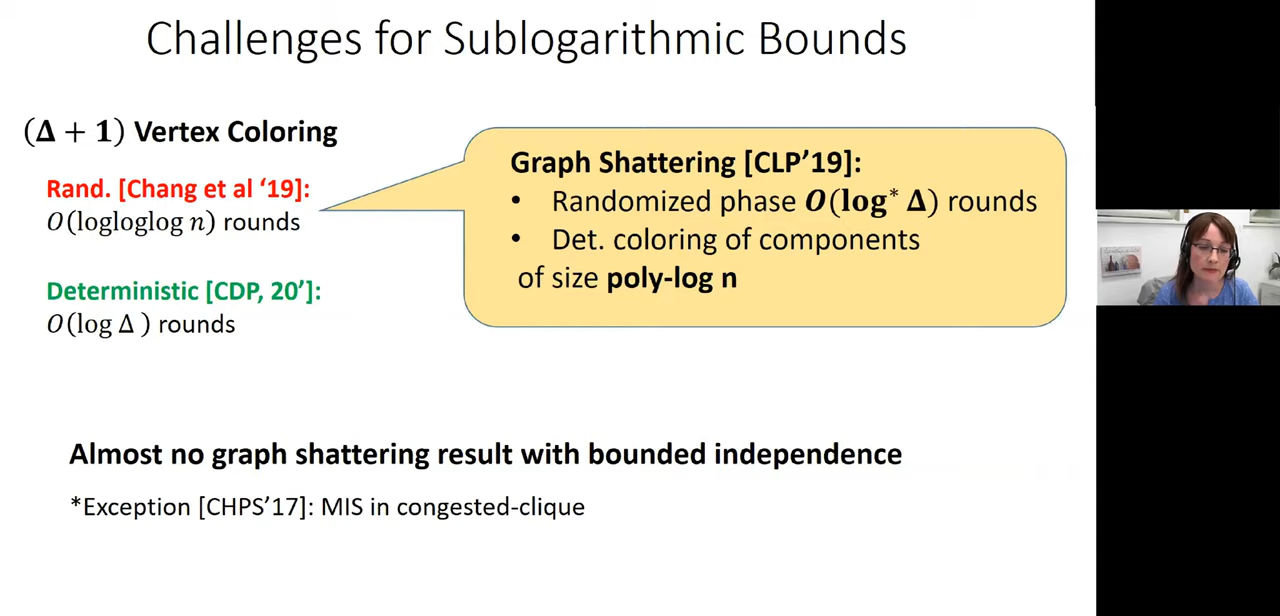 Challenges for Sublogarithmic Bounds
(Δ + 1) Vertex Coloring
Rand. [Chang et al ‘19]:
O(logloglog n) rounds
Deterministic [CDP, 20’]:
O(log Δ ) rounds
Graph Shattering [CLP’19]:
• Randomized phase O(log* Δ) rounds
• Det. coloring of components
of size poly-log n
Almost no graph shattering result with bounded independence
*Exception [CHPS’17]: MIS in congested-clique